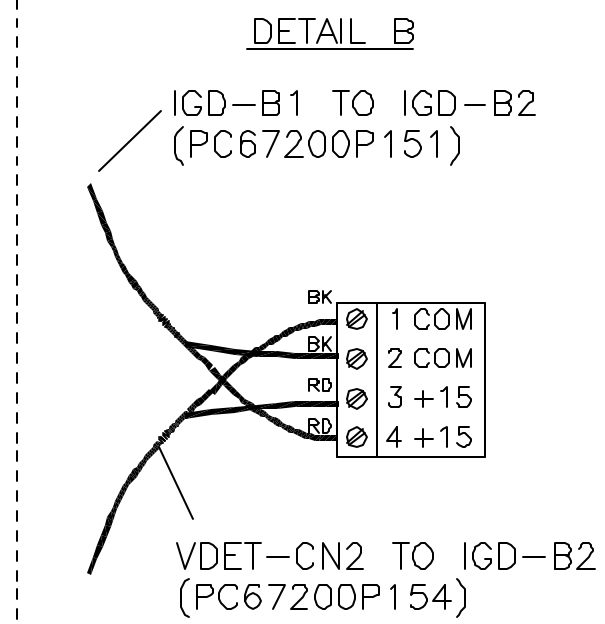 DETAIL B
IGD-B1 TO IGD-B2
(PC67200P151)
BK
1 COM
BK
2 COM
RD
3 +15
RD
4 +15
VDET-CN2 TO IGD-B2
(PC67200P154)